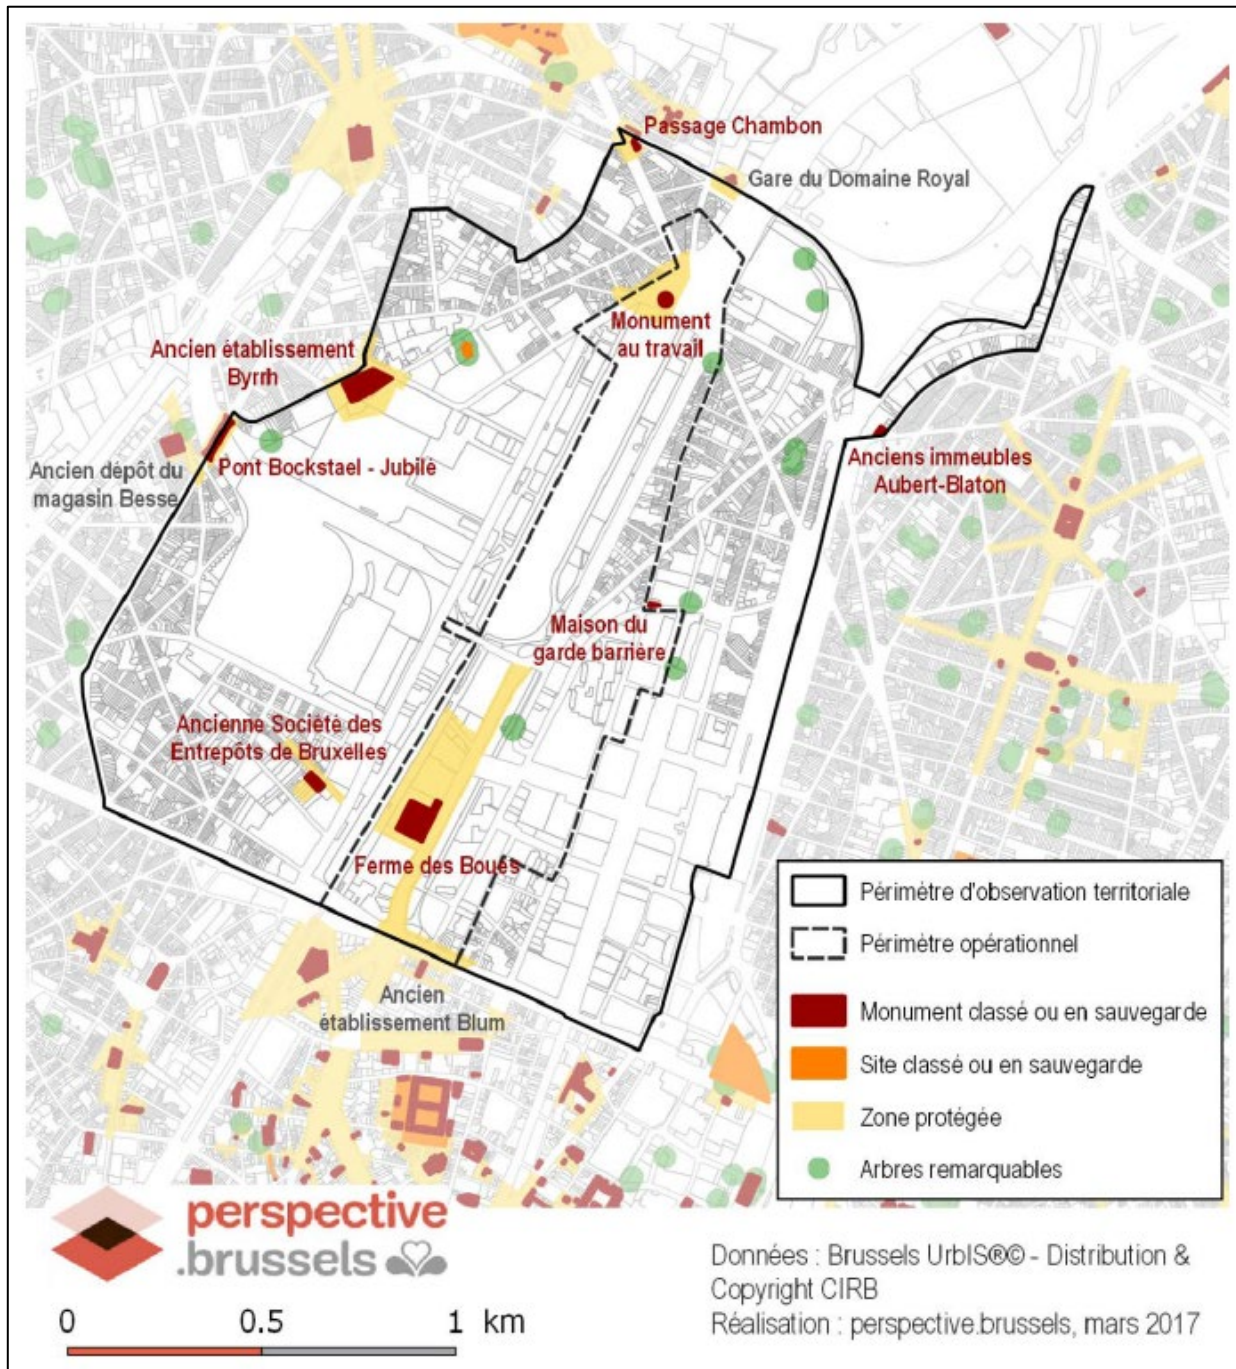 Passage Chambon
Gare du Domaine Royal
Monument
au travail
Ancien établissement
Byrrh
Ancien dépôt du
magasin Besse
Pont Bockstael - Jubilé
Anciens immeubles
Aubert-Blaton
Maison du
garde barrière
Ancienne Société des
Entrepôts de Bruxelles
Ferme des Boues
Ancien
établissement Blum
Périmètre d'observation territoriale
Périmètre opérationnel
Monument classé ou en sauvegarde
Site classé ou en sauvegarde
Zone protégée
Arbres remarquables
perspective
.brussels
0 0.5 1 km
Données : Brussels UrbIS®© - Distribution &
Copyright CIRB
Réalisation : perspective.brussels, mars 2017